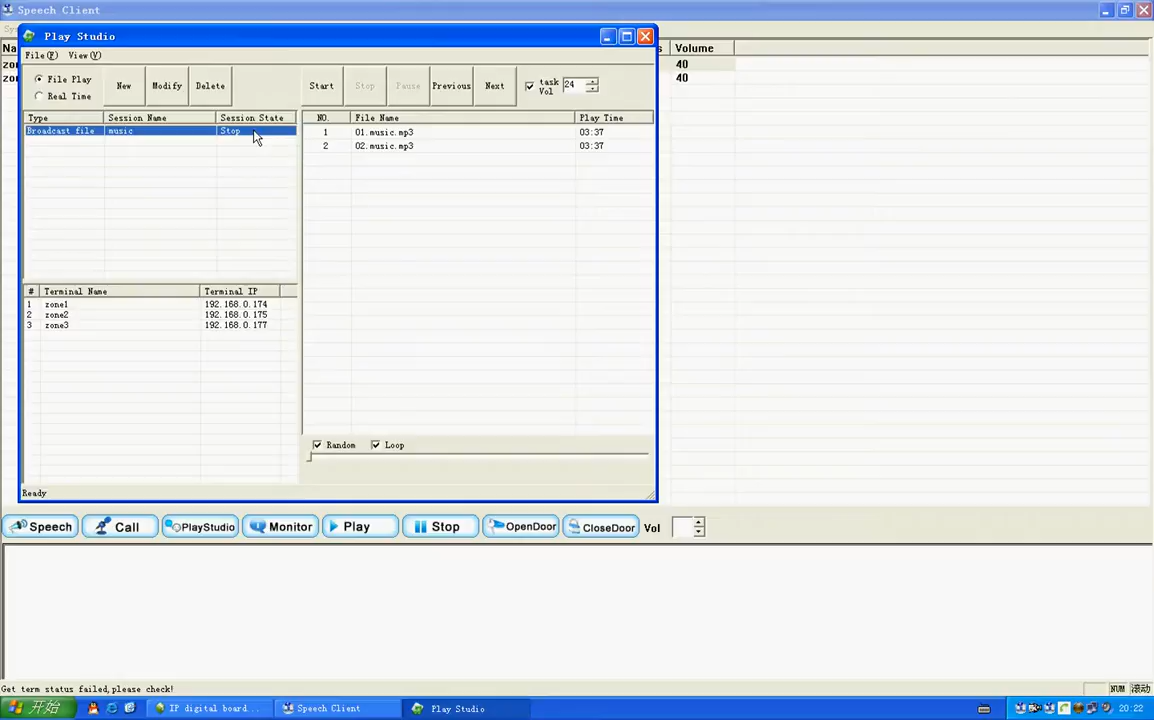 Speech Client
Play Studio
File(F) View(V)
Volume
File Play
Real Time
New Modify Delete Start Stop Pause Previous Next
task Vol 24
Type Session Name Session State
Broadcast file music Stop
NO. File Name Play Time
1 01.music.mp3 03:37
2 02.music.mp3 03:37
40
40
# Terminal Name Terminal IP
1 zone1 192.168.0.174
2 zone2 192.168.0.175
3 zone3 192.168.0.177
Random Loop
Ready
Speech Call PlayStudio Monitor Play Stop OpenDoor CloseDoor Vol
Get term status failed,please check!
NUM 滚动
开始 IP digital board... Speech Client Play Studio 20:22